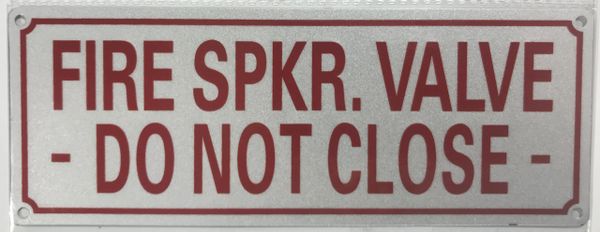 FIRE SPKR. VALVE
- DO NOT CLOSE -